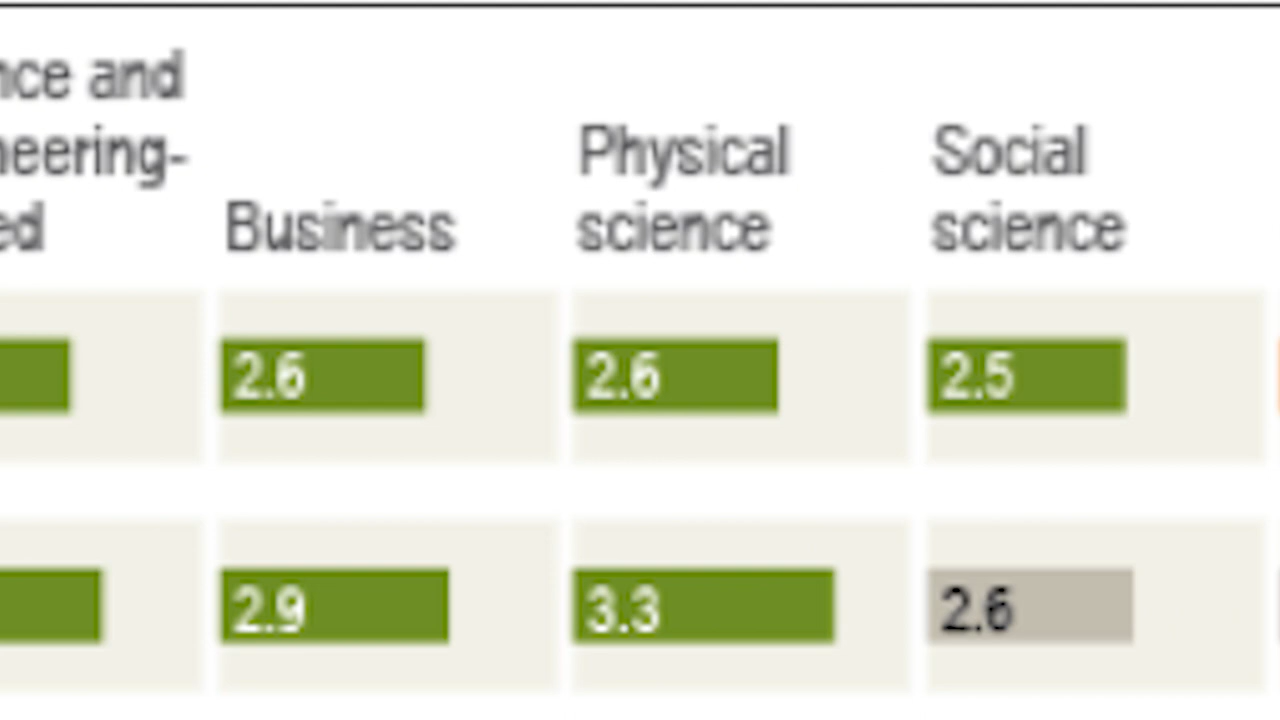 nce and
neering-
ed
Business
Physical
science
Social
science
2.6
2.6
2.5
2.9
3.3
2.6